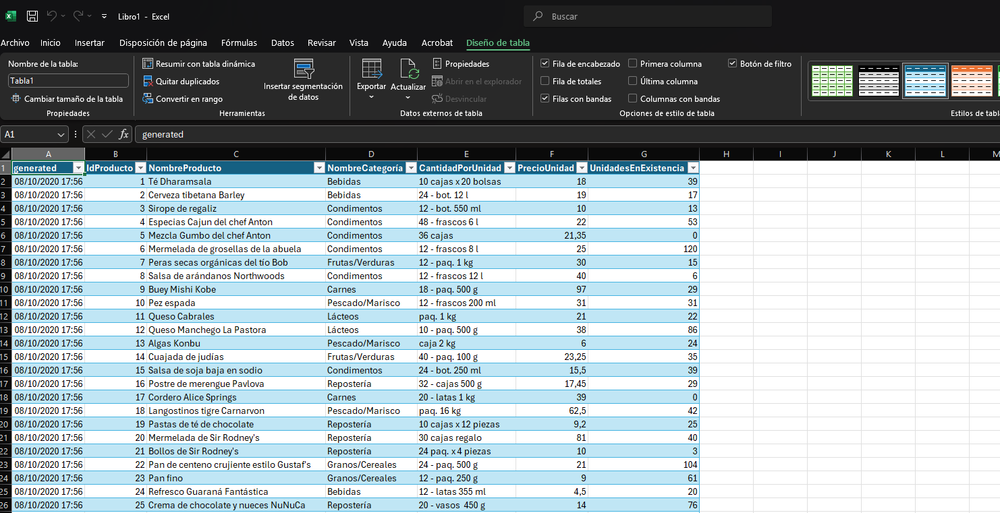 Libro1 - Excel
Buscar
Archivo Inicio Insertar Disposición de página Fórmulas Datos Revisar Vista Ayuda Acrobat Diseño de tabla
Nombre de la tabla:
Tabla1
Cambiar tamaño de la tabla
Propiedades
Resumir con tabla dinámica
Quitar duplicados
Convertir en rango
Insertar segmentación
de datos
Herramientas
Exportar
Actualizar
Propiedades
Abrir en el explorador
Desvincular
Datos externos de tabla
Fila de encabezado
Fila de totales
Filas con bandas
Primera columna
Última columna
Columnas con bandas
Botón de filtro
Opciones de estilo de tabla
Estilos de tabl
A1 fx generated
A B C D E F G H I J K L M
1 generated IdProducto NombreProducto NombreCategoría CantidadPorUnidad PrecioUnidad UnidadesEnExistencia
2 08/10/2020 17:56 1 Té Dharamsala Bebidas 10 cajas x 20 bolsas 18 39
3 08/10/2020 17:56 2 Cerveza tibetana Barley Bebidas 24 - bot. 12 l 19 17
4 08/10/2020 17:56 3 Sirope de regaliz Condimentos 12 - bot. 550 ml 10 13
5 08/10/2020 17:56 4 Especias Cajun del chef Anton Condimentos 48 - frascos 6 l 22 53
6 08/10/2020 17:56 5 Mezcla Gumbo del chef Anton Condimentos 36 cajas 21,35 0
7 08/10/2020 17:56 6 Mermelada de grosellas de la abuela Condimentos 12 - frascos 8 l 25 120
8 08/10/2020 17:56 7 Peras secas orgánicas del tío Bob Frutas/Verduras 12 - paq. 1 kg 30 15
9 08/10/2020 17:56 8 Salsa de arándanos Northwoods Condimentos 12 - frascos 12 l 40 6
10 08/10/2020 17:56 9 Buey Mishi Kobe Carnes 18 - paq. 500 g 97 29
11 08/10/2020 17:56 10 Pez espada Pescado/Marisco 12 - frascos 200 ml 31 31
12 08/10/2020 17:56 11 Queso Cabrales Lácteos paq. 1 kg 21 22
13 08/10/2020 17:56 12 Queso Manchego La Pastora Lácteos 10 - paq. 500 g 38 86
14 08/10/2020 17:56 13 Algas Konbu Pescado/Marisco caja 2 kg 6 24
15 08/10/2020 17:56 14 Cuajada de judías Frutas/Verduras 40 - paq. 100 g 23,25 35
16 08/10/2020 17:56 15 Salsa de soja baja en sodio Condimentos 24 - bot. 250 ml 15,5 39
17 08/10/2020 17:56 16 Postre de merengue Pavlova Repostería 32 - cajas 500 g 17,45 29
18 08/10/2020 17:56 17 Cordero Alice Springs Carnes 20 - latas 1 kg 39 0
19 08/10/2020 17:56 18 Langostinos tigre Carnarvon Pescado/Marisco paq. 16 kg 62,5 42
20 08/10/2020 17:56 19 Pastas de té de chocolate Repostería 10 cajas x 12 piezas 9,2 25
21 08/10/2020 17:56 20 Mermelada de Sir Rodney's Repostería 30 cajas regalo 81 40
22 08/10/2020 17:56 21 Bollos de Sir Rodney's Repostería 24 paq. x 4 piezas 10 3
23 08/10/2020 17:56 22 Pan de centeno crujiente estilo Gustaf's Granos/Cereales 24 - paq. 500 g 21 104
24 08/10/2020 17:56 23 Pan fino Granos/Cereales 12 - paq. 250 g 9 61
25 08/10/2020 17:56 24 Refresco Guaraná Fantástica Bebidas 12 - latas 355 ml 4,5 20
26 08/10/2020 17:56 25 Crema de chocolate y nueces NuNuCa Repostería 20 - vasos 450 g 14 76